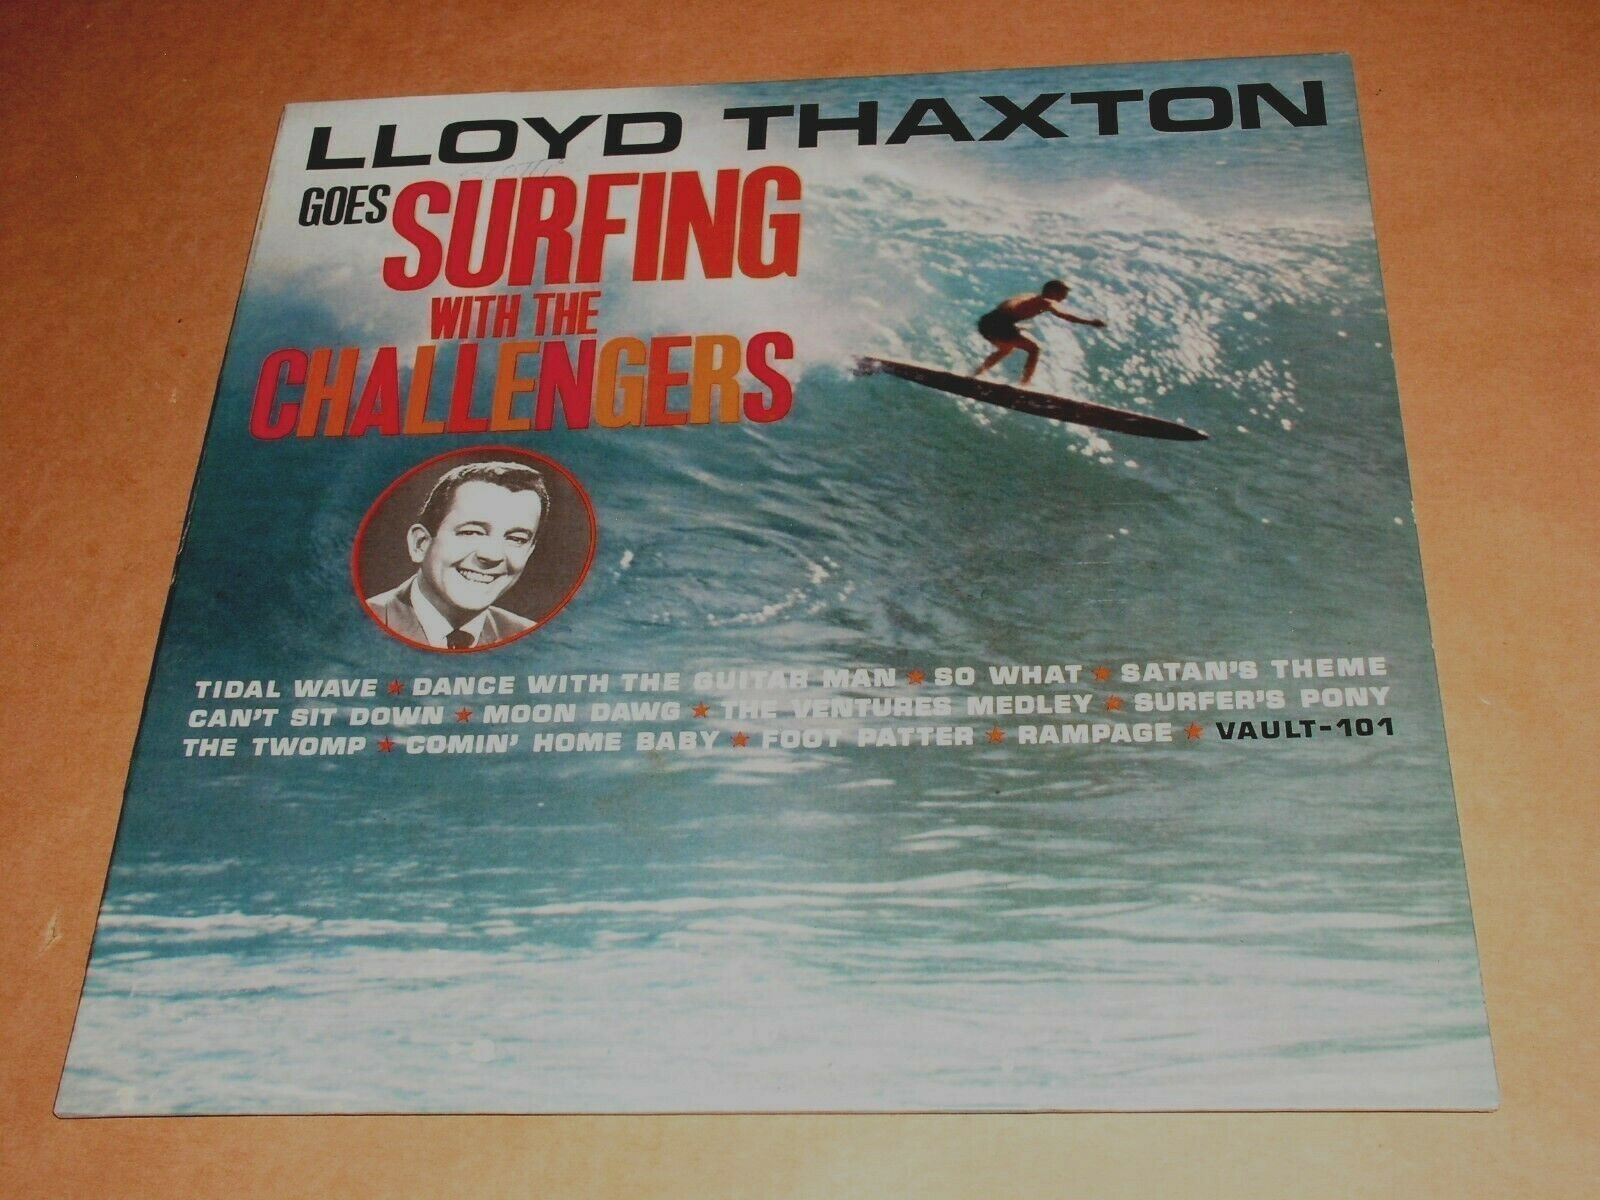 LLOYD THAXTON
GOES SURFING
WITH THE
CHALLENGERS
TIDAL WAVE ★ DANCE WITH THE GUITAR MAN ★ SO WHAT ★ SATAN'S THEME
CAN'T SIT DOWN ★ MOON DAWG ★ THE VENTURES MEDLEY ★ SURFER'S PONY
THE TWOMP ★ COMIN' HOME BABY ★ FOOT PATTER ★ RAMPAGE ★ VAULT-101